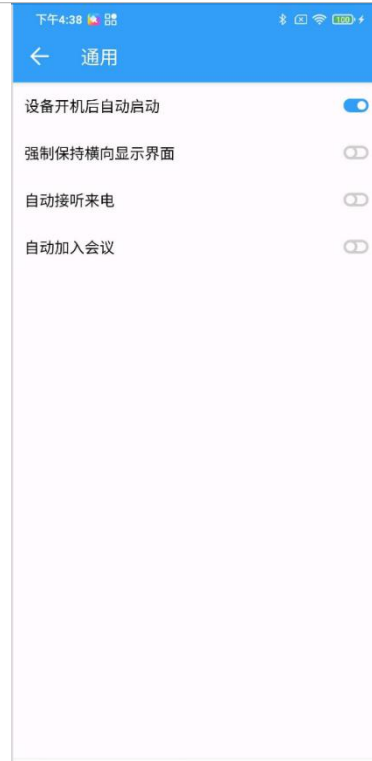 下午4:38
100
通用
设备开机后自动启动
强制保持横向显示界面
自动接听来电
自动加入会议